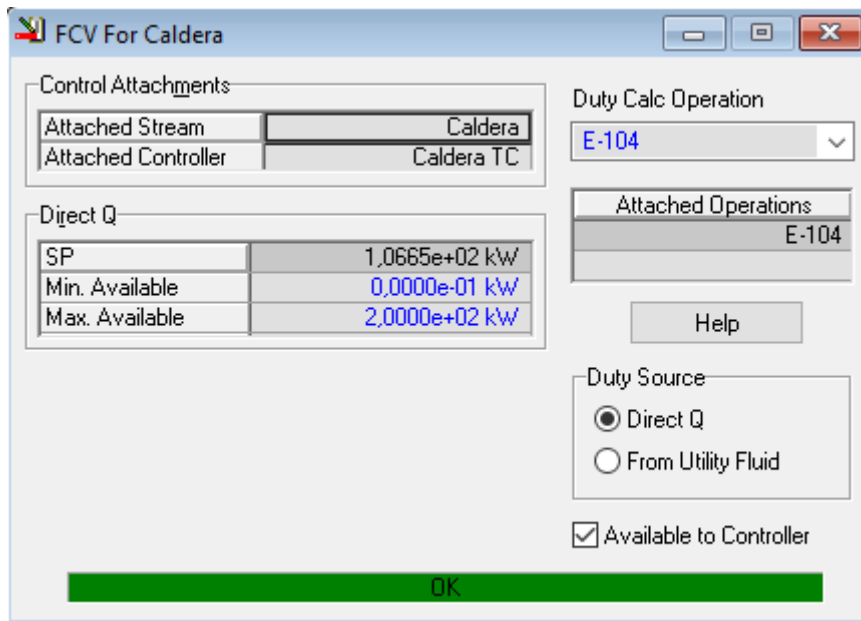 FCV For Caldera
Control Attachments
Attached Stream Caldera
Attached Controller Caldera TC
Direct Q
SP 1,0665e+02 kW
Min. Available 0,0000e-01 kW
Max. Available 2,0000e+02 kW
Duty Calc Operation
E-104
Attached Operations
E-104
Help
Duty Source
Direct Q
From Utility Fluid
Available to Controller
OK